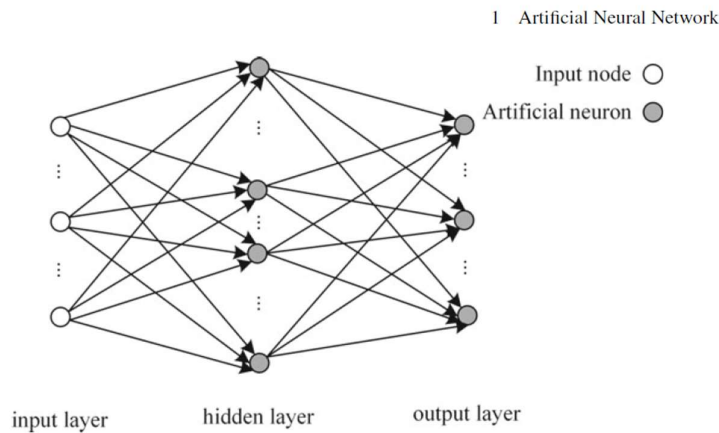 1 Artificial Neural Network
Input node
Artificial neuron
input layer
hidden layer
output layer